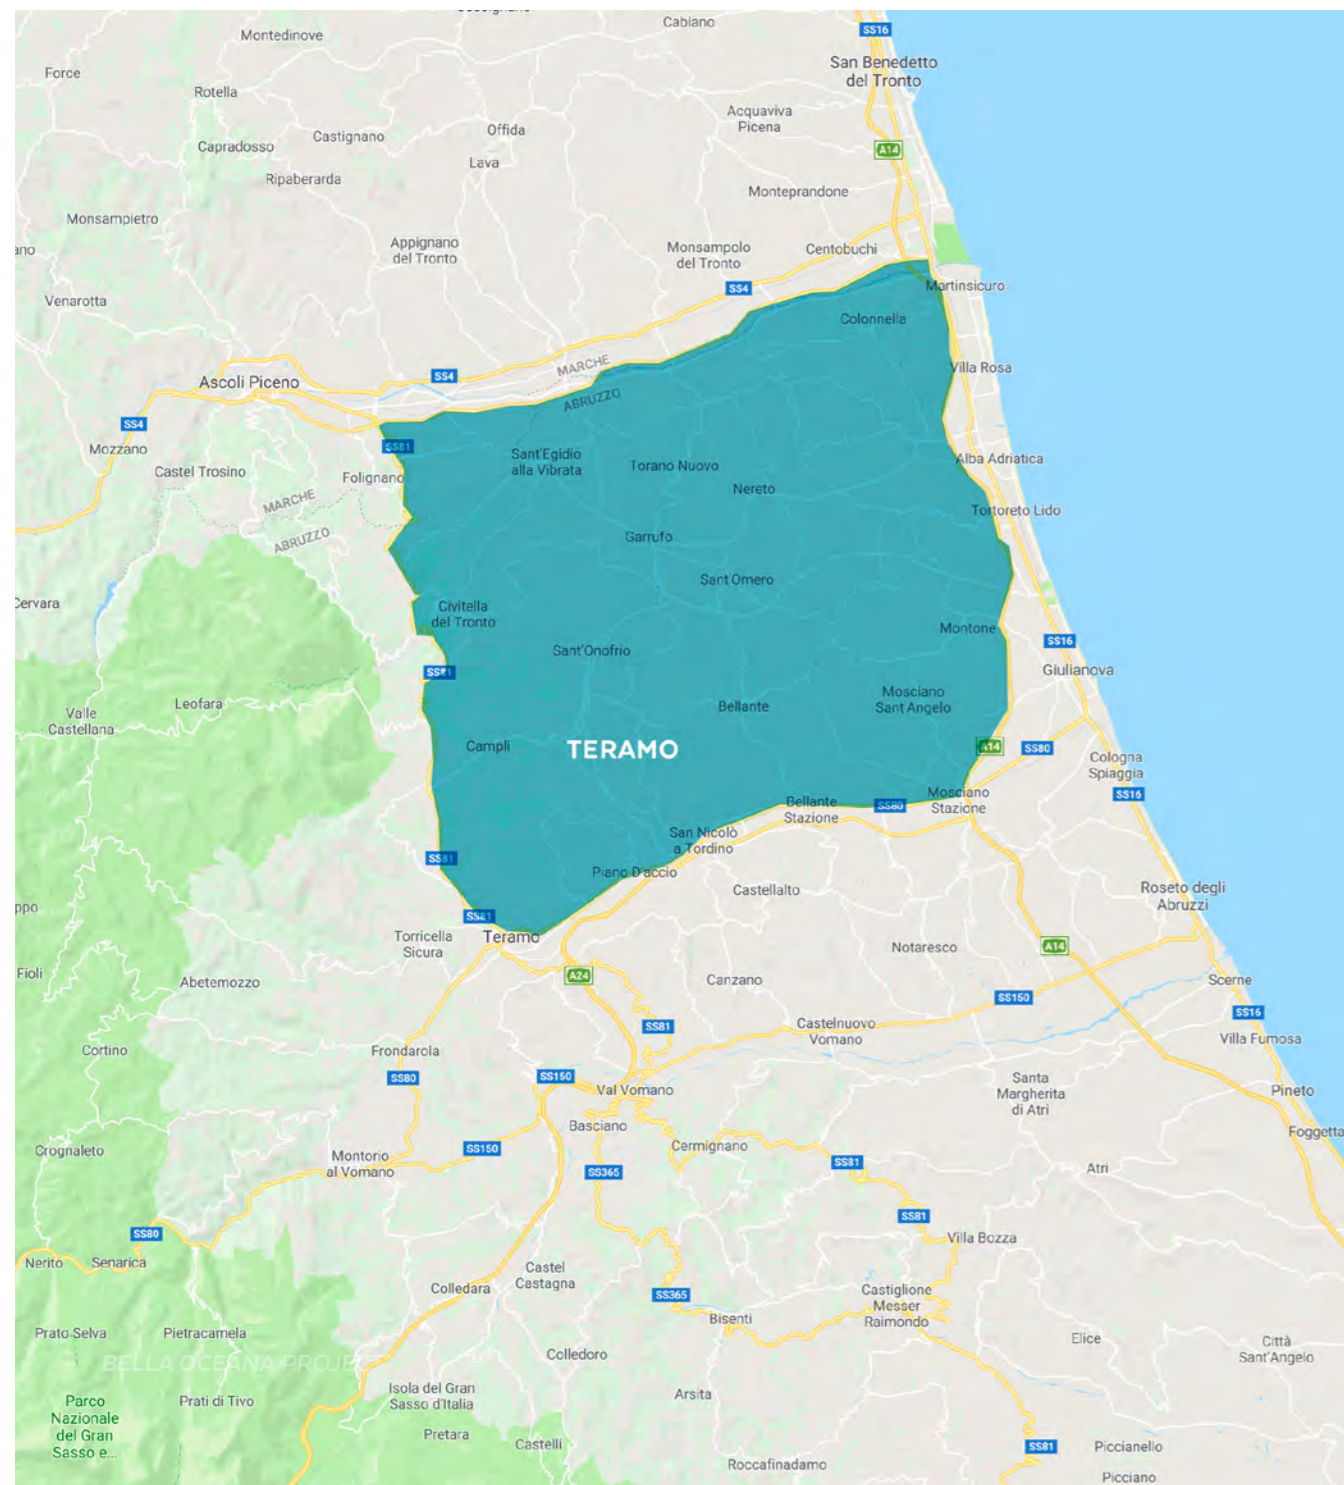 Cabiano
SS16
Montedinove
San Benedetto
del Tronto
Force
Rotella
Acquaviva
Picena
Offida
Castignano
Capradosso
A14
Lava
Ripaberarda
Monteprandone
Monsampietro
Appignano
del Tronto
Monsampolo
del Tronto
Centobuchi
ano
SS4
Martinsicuro
Venarotta
Colonnella
MARCHE
Villa Rosa
SS4
Ascoli Piceno
ABRUZZO
SS4
Mozzano
SS81
Sant'Egidio
alla Vibrata
Torano Nuovo
Alba Adriatica
Castel Trosino
Folignano
Nereto
MARCHE
Tortoreto Lido
ABRUZZO
Garrufo
Sant'Omero
Cervara
Civitella
del Tronto
Montone
SS16
Sant'Onofrio
Giulianova
SS81
Mosciano
Sant'Angelo
Leofara
Valle
Castellana
Bellante
Campli
TERAMO
A14
SS80
Cologna
Spiaggia
Mosciano
Stazione
SS16
Bellante
Stazione
SS80
San Nicolò
a Tordino
SS81
Piano D'accio
Castellalto
Roseto degli
Abruzzi
ppo
SS81
Torricella
Sicura
Teramo
Notaresco
A14
Fioli
Abetemozzo
A24
Canzano
Scerne
SS150
SS16
Castelnuovo
Vomano
SS81
Villa Fumosa
Cortino
Frondarola
SS80
SS150
Val Vomano
Santa
Margherita
di Atri
Pineto
Basciano
Foggetta
Crognaleto
SS150
Cermignano
Montorio
al Vomano
SS365
SS81
Atri
SS80
SS81
Villa Bozza
Nerito
Senarica
Castel
Castagna
Colledara
SS365
Castiglione
Messer
Raimondo
Bisenti
Prato Selva
Pietracamela
Elice
Città
Sant'Angelo
BELLA OCEANA PROJE
Colledoro
Isola del Gran
Sasso d'Italia
Arsita
Parco
Nazionale
del Gran
Sasso e...
Prati di Tivo
Pretara
Castelli
SS81
Piccianello
Roccafinadamo
Picciano